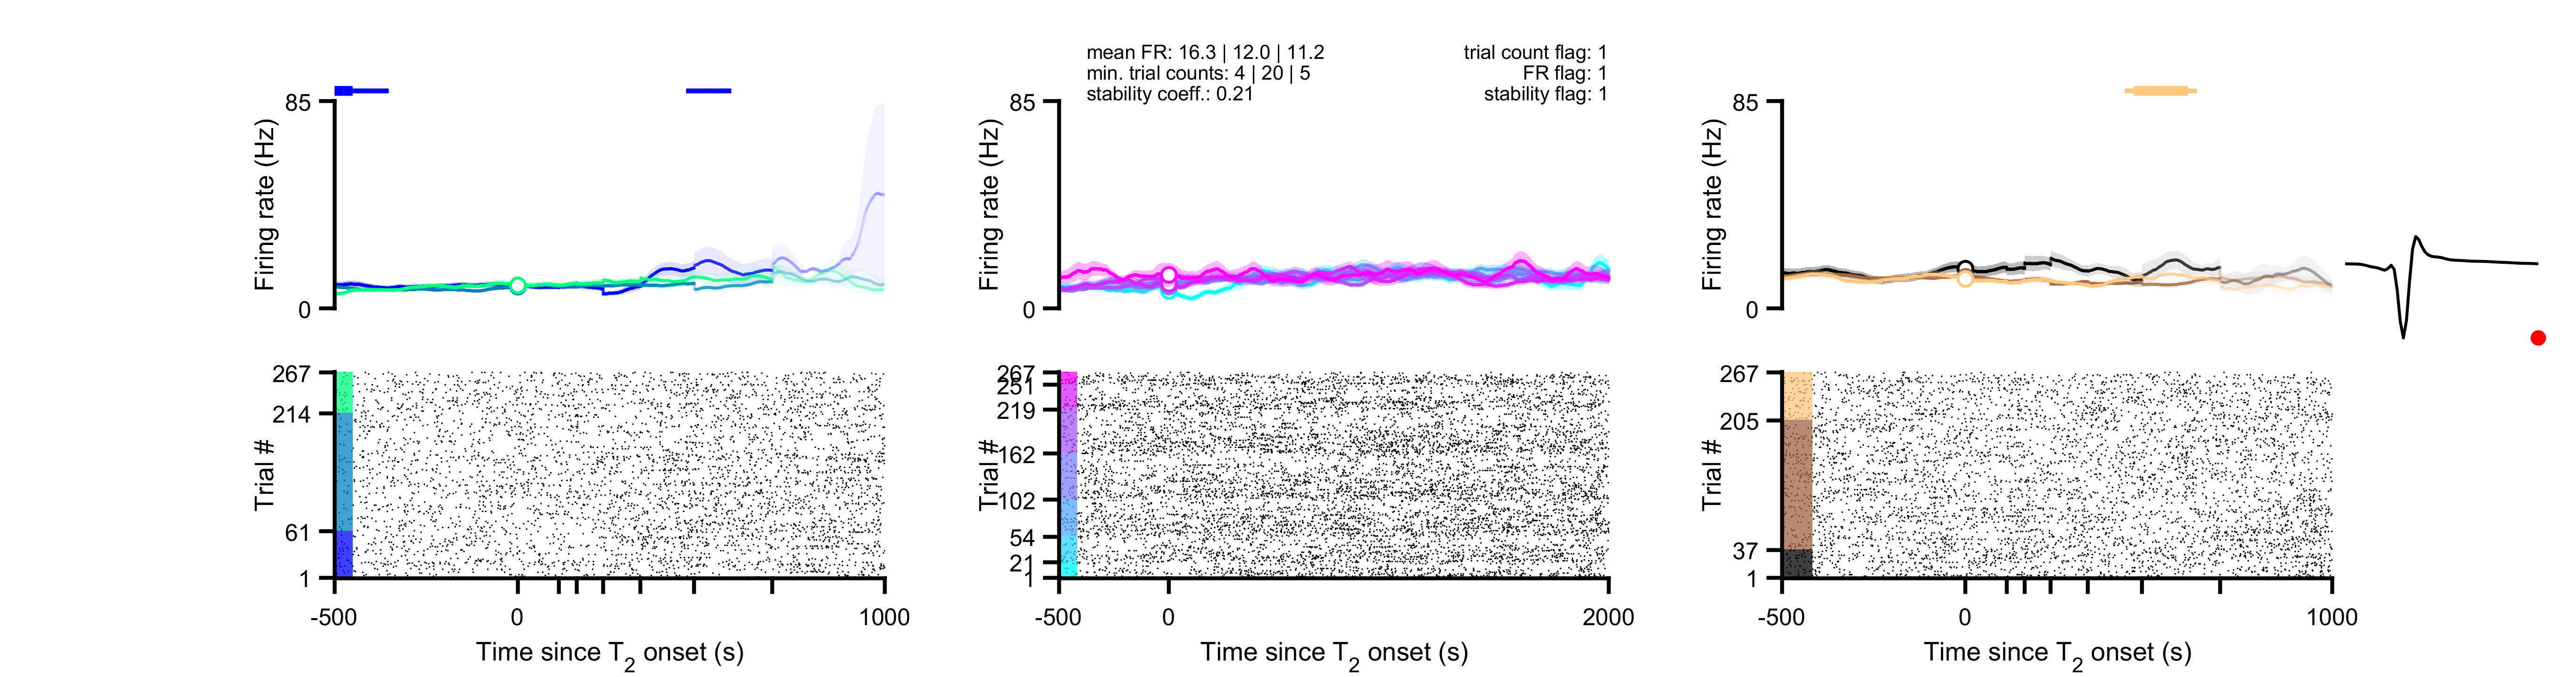 mean FR: 16.3 | 12.0 | 11.2
min. trial counts: 4 | 20 | 5
stability coeff.: 0.21
trial count flag: 1
FR flag: 1
stability flag: 1
85
0
Firing rate (Hz)
267
214
61
1
Trial #
-500
0
1000
Time since T2 onset (s)
85
0
Firing rate (Hz)
267
251
219
162
102
54
21
1
Trial #
-500
0
2000
Time since T2 onset (s)
85
0
Firing rate (Hz)
267
205
37
1
Trial #
-500
0
1000
Time since T2 onset (s)